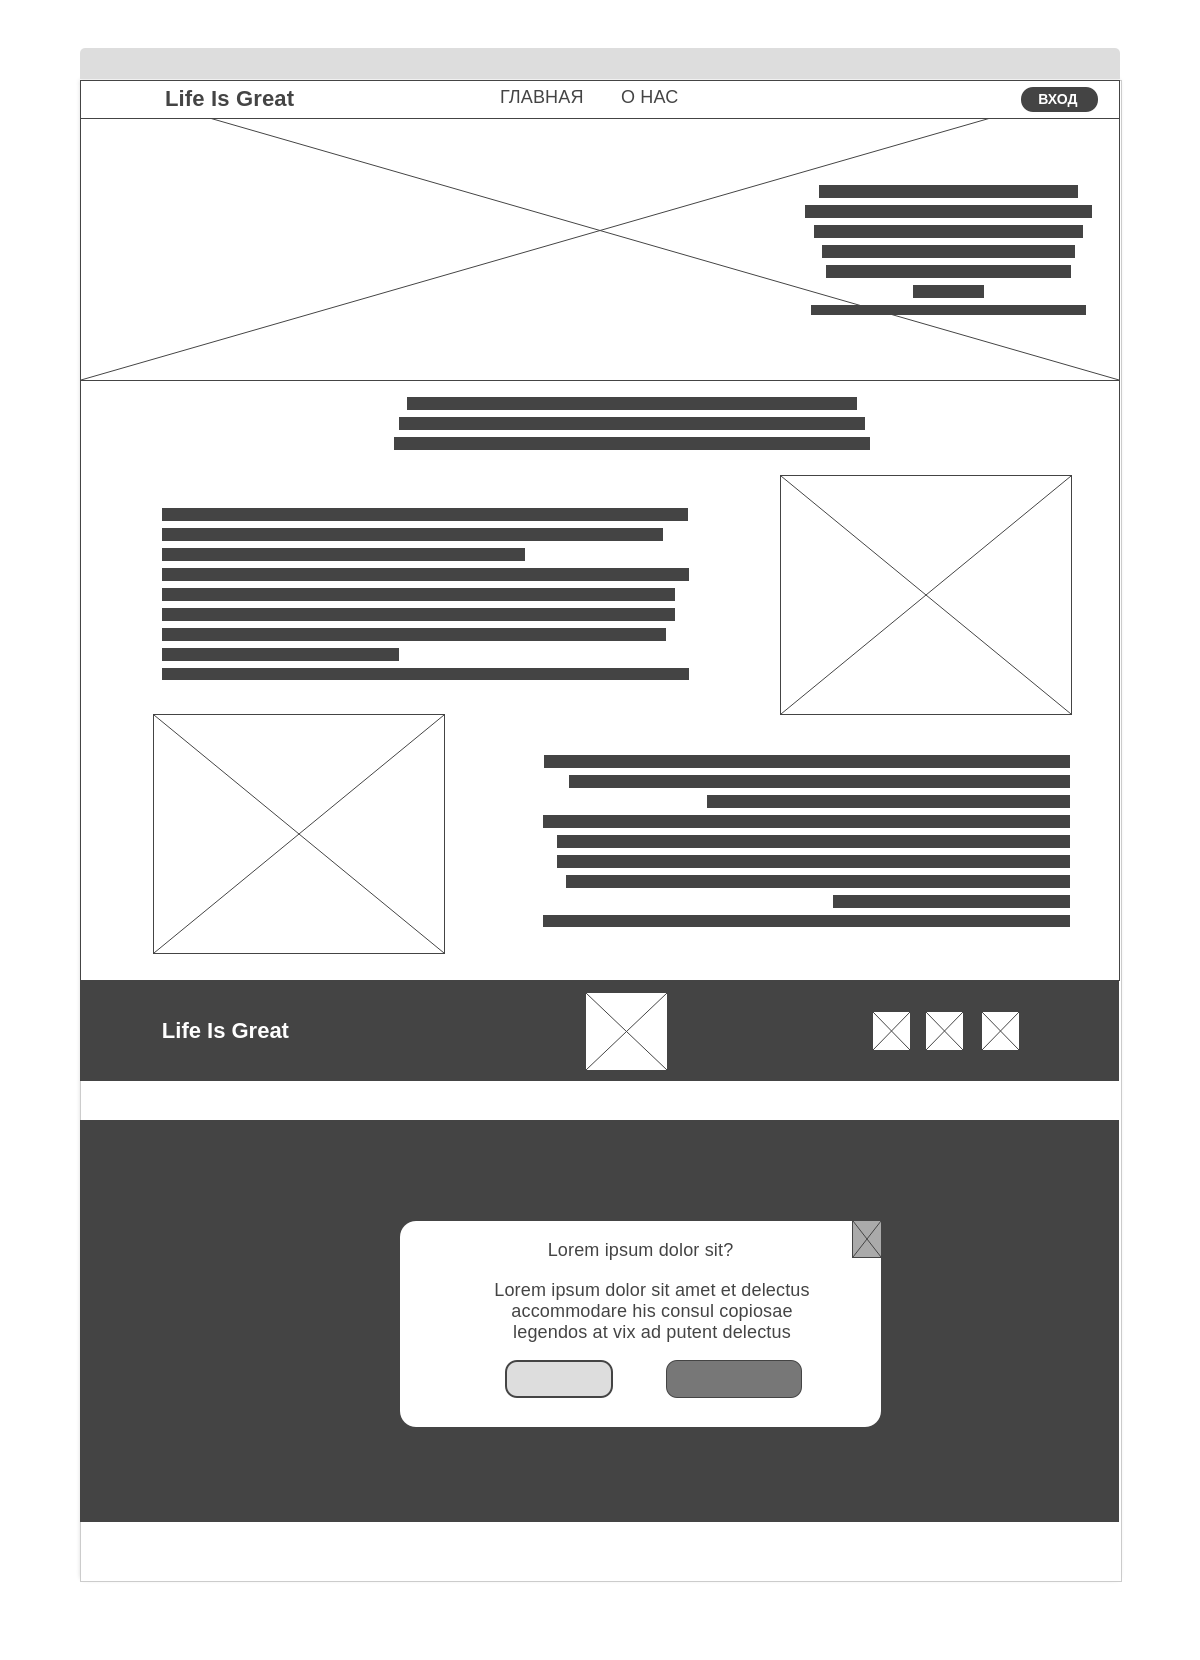 Life Is Great
ГЛАВНАЯ О НАС
ВХОД
Life Is Great
Lorem ipsum dolor sit?
Lorem ipsum dolor sit amet et delectus
accommodare his consul copiosae
legendos at vix ad putent delectus